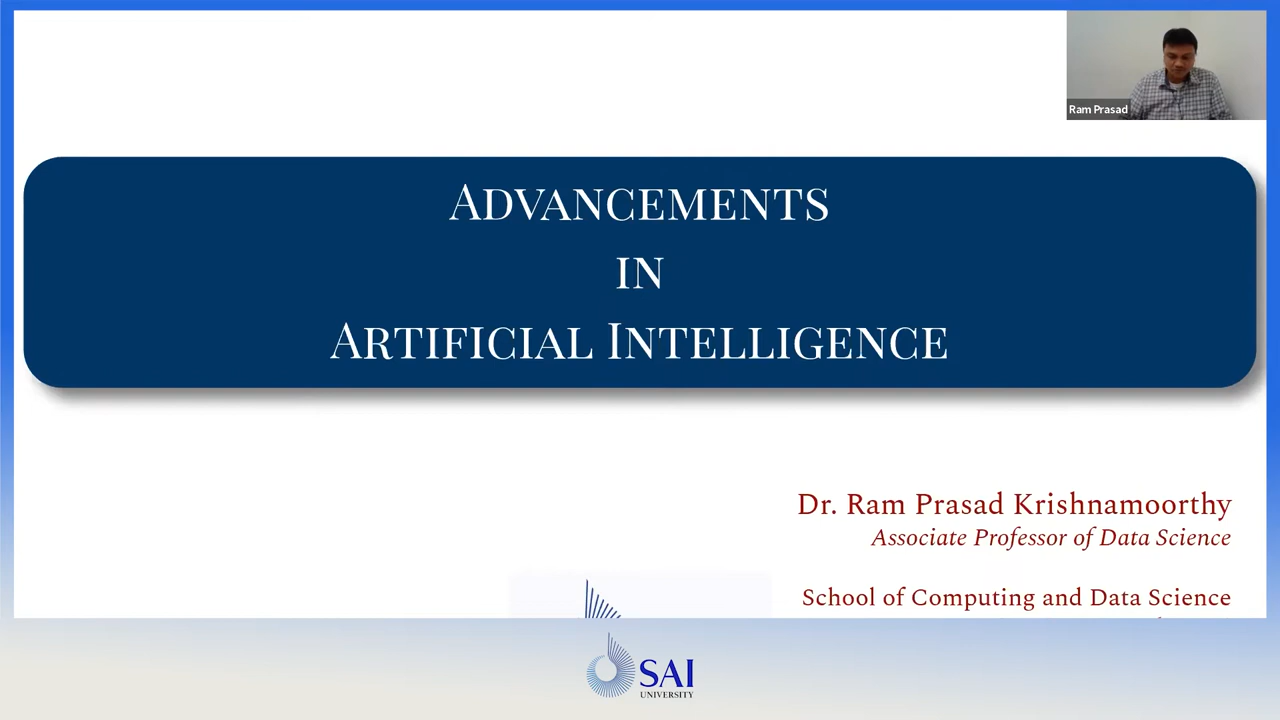 Ram Prasad
ADVANCEMENTS
IN
ARTIFICIAL INTELLIGENCE
Dr. Ram Prasad Krishnamoorthy
Associate Professor of Data Science
School of Computing and Data Science
SAI
UNIVERSITY